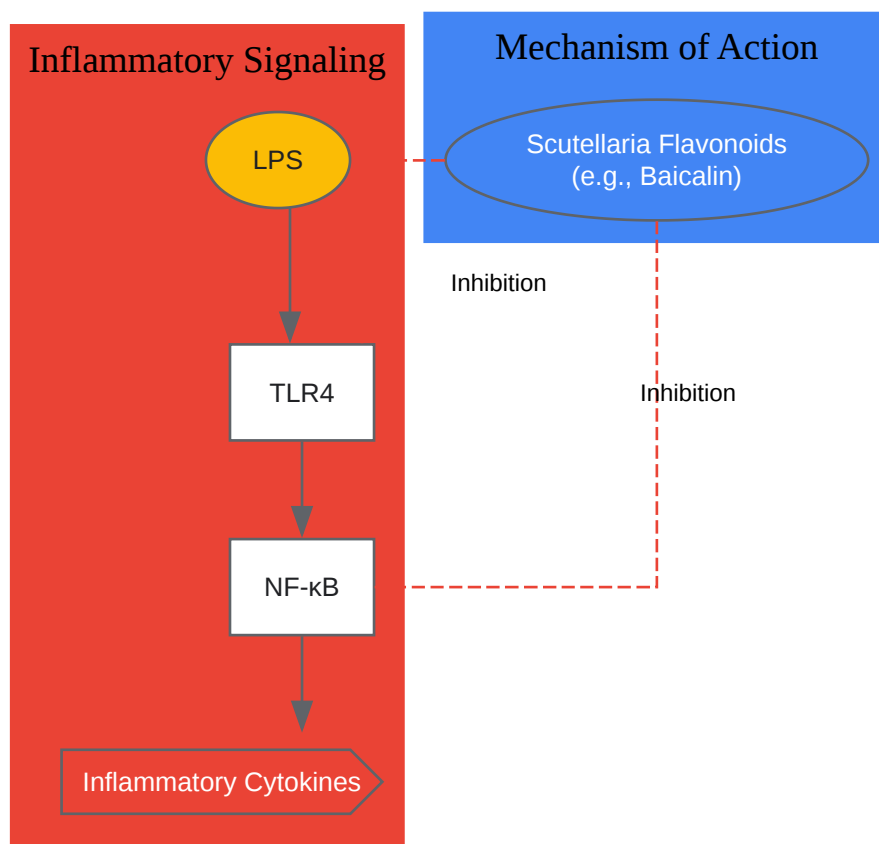 Inflammatory Signaling
Mechanism of Action
LPS
Scutellaria Flavonoids
(e.g., Baicalin)
Inhibition
TLR4
Inhibition
NF-κB
Inflammatory Cytokines